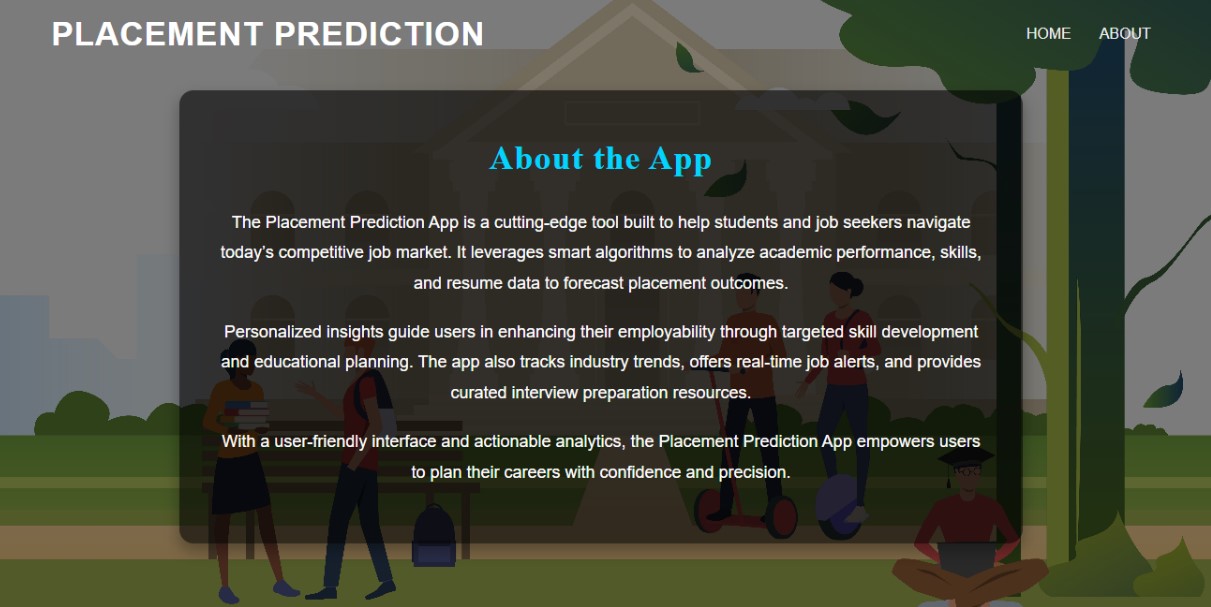 PLACEMENT PREDICTION
HOME ABOUT
About the App
The Placement Prediction App is a cutting-edge tool built to help students and job seekers navigate
today's competitive job market. It leverages smart algorithms to analyze academic performance, skills,
and resume data to forecast placement outcomes.
Personalized insights guide users in enhancing their employability through targeted skill development
and educational planning. The app also tracks industry trends, offers real-time job alerts, and provides
curated interview preparation resources.
With a user-friendly interface and actionable analytics, the Placement Prediction App empowers users
to plan their careers with confidence and precision.